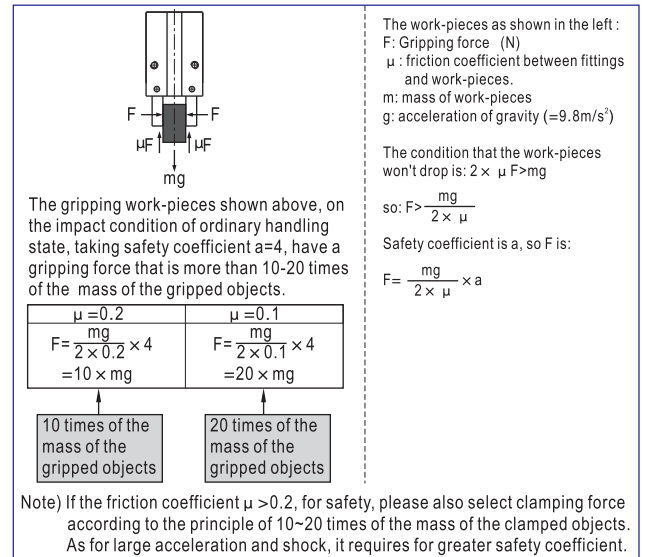 F F
μF μF
mg
The gripping work-pieces shown above, on
the impact condition of ordinary handling
state, taking safety coefficient a=4, have a
gripping force that is more than 10-20 times
of the mass of the gripped objects.
μ=0.2 μ=0.1
F= mg / 2×0.2 ×4 F= mg / 2×0.1 ×4
=10×mg =20×mg
10 times of the
mass of the
gripped objects
20 times of the
mass of the
gripped objects
The work-pieces as shown in the left :
F: Gripping force (N)
μ : friction coefficient between fittings
and work-pieces.
m: mass of work-pieces
g: acceleration of gravity (=9.8m/s²)
The condition that the work-pieces
won't drop is: 2× μ F>mg
so: F> mg / 2× μ
Safety coefficient is a, so F is:
F= mg / 2× μ ×a
Note) If the friction coefficient μ >0.2, for safety, please also select clamping force
according to the principle of 10~20 times of the mass of the clamped objects.
As for large acceleration and shock, it requires for greater safety coefficient.